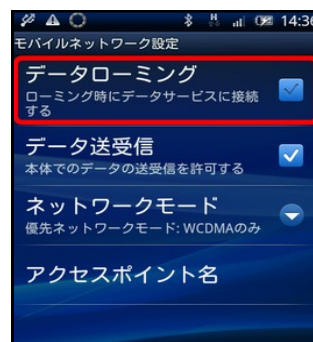 14:36
モバイルネットワーク設定
データローミング
ローミング時にデータサービスに接続
する
データ送受信
本体でのデータの送受信を許可する
ネットワークモード
優先ネットワークモード: WCDMAのみ
アクセスポイント名